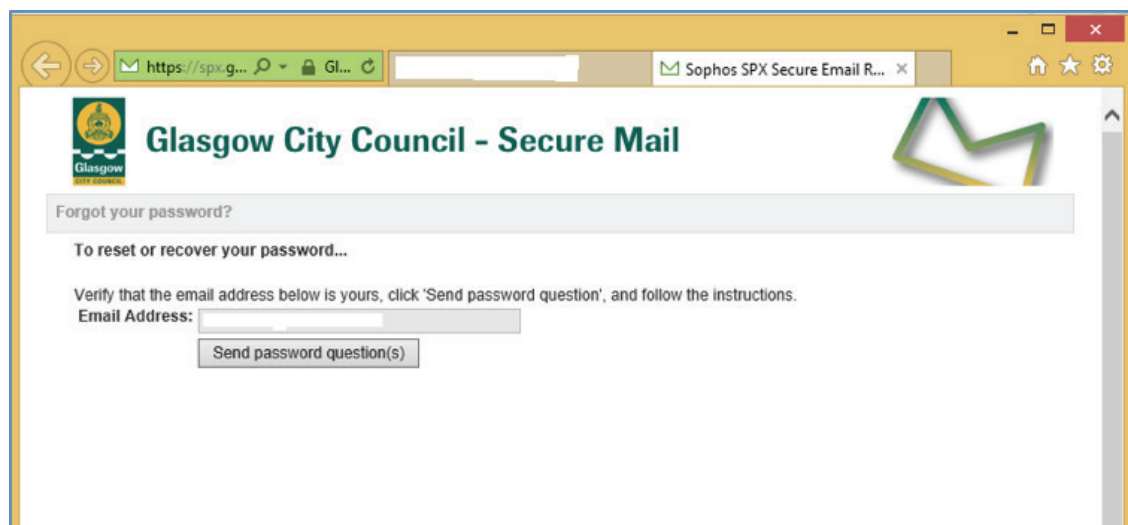 https://spx.g... Gl... Sophos SPX Secure Email R...
Glasgow City Council - Secure Mail
Glasgow
CITY COUNCIL
Forgot your password?
To reset or recover your password...
Verify that the email address below is yours, click 'Send password question', and follow the instructions.
Email Address:
Send password question(s)